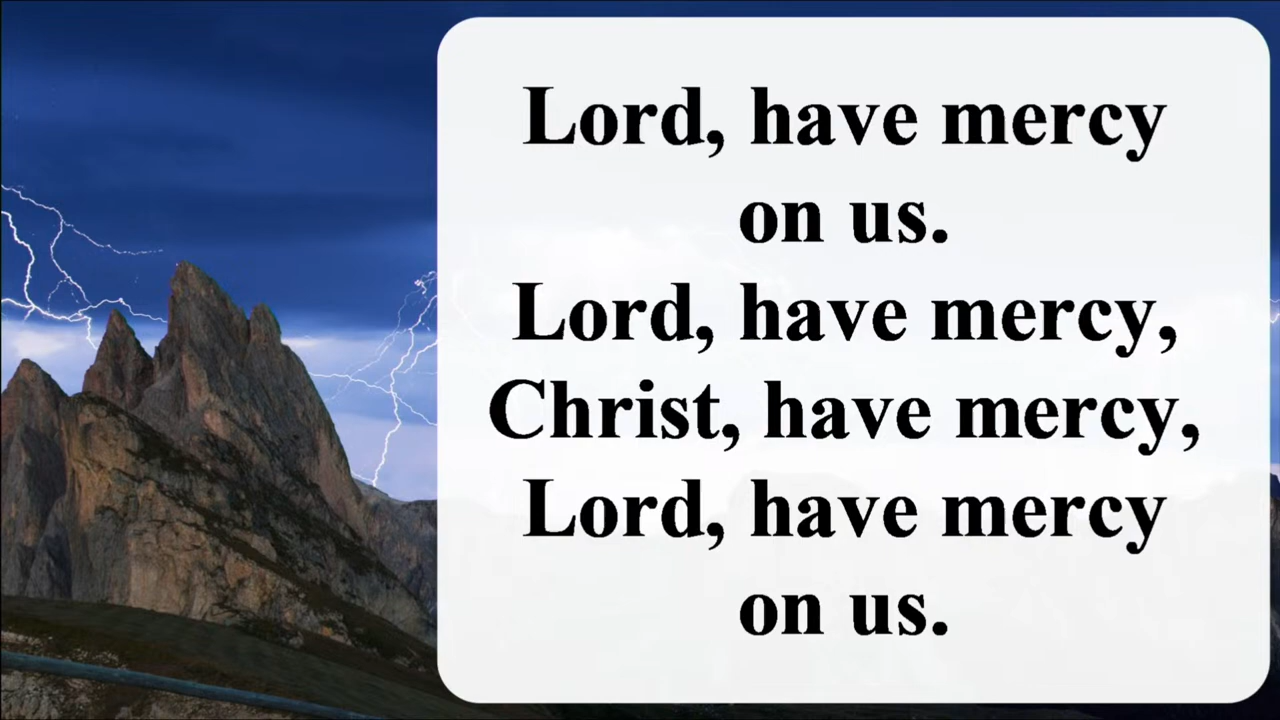 Lord, have mercy
on us.
Lord, have mercy,
Christ, have mercy,
Lord, have mercy
on us.